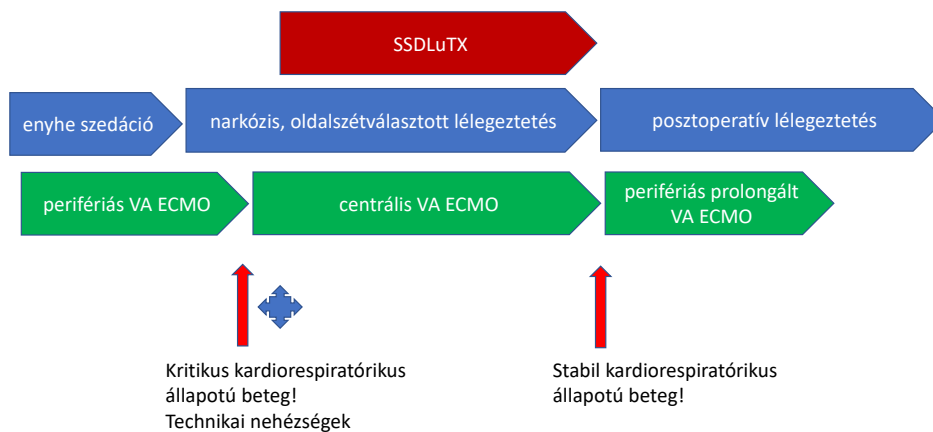 SSDLuTX
enyhe szedáció
narkózis, oldalszétválasztott lélegeztetés
posztoperatív lélegeztetés
perifériás VA ECMO
centrális VA ECMO
perifériás prolongált
VA ECMO
Kritikus kardiorespiratórikus
állapotú beteg!
Technikai nehézségek
Stabil kardiorespiratórikus
állapotú beteg!